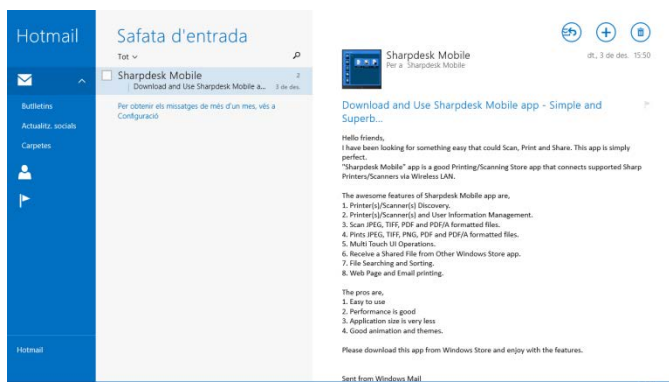 Hotmail
Butlletins
Actualitz. socials
Carpetes
Hotmail
Safata d'entrada
Tot
Sharpdesk Mobile 2
Download and Use Sharpdesk Mobile a... 3 de des.
Per obtenir els missatges de més d'un mes, vés a
Configuració
Sharpdesk Mobile
Per a Sharpdesk Mobile
dt., 3 de des. 15:50
Download and Use Sharpdesk Mobile app - Simple and
Superb...
Hello friends,
I have been looking for something easy that could Scan, Print and Share. This app is simply
perfect.
"Sharpdesk Mobile" app is a good Printing/Scanning Store app that connects supported Sharp
Printers/Scanners via Wireless LAN.
The awesome features of Sharpdesk Mobile app are,
1. Printer(s)/Scanner(s) Discovery.
2. Printer(s)/Scanner(s) and User Information Management.
3. Scan JPEG, TIFF, PDF and PDF/A formatted files.
4. Pints JPEG, TIFF, PNG, PDF and PDF/A formatted files.
5. Multi Touch UI Operations.
6. Receive a Shared File from Other Windows Store app.
7. File Searching and Sorting.
8. Web Page and Email printing.
The pros are,
1. Easy to use
2. Performance is good
3. Application size is very less
4. Good animation and themes.
Please download this app from Windows Store and enjoy with the features.
Sent from Windows Mail